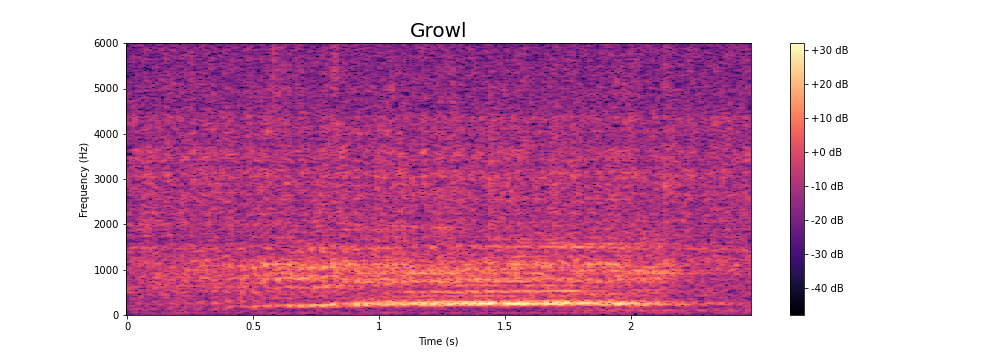 Growl
6000
5000
4000
3000
2000
1000
0
Frequency (Hz)
0
0.5
1
1.5
2
Time (s)
+30 dB
+20 dB
+10 dB
+0 dB
-10 dB
-20 dB
-30 dB
-40 dB